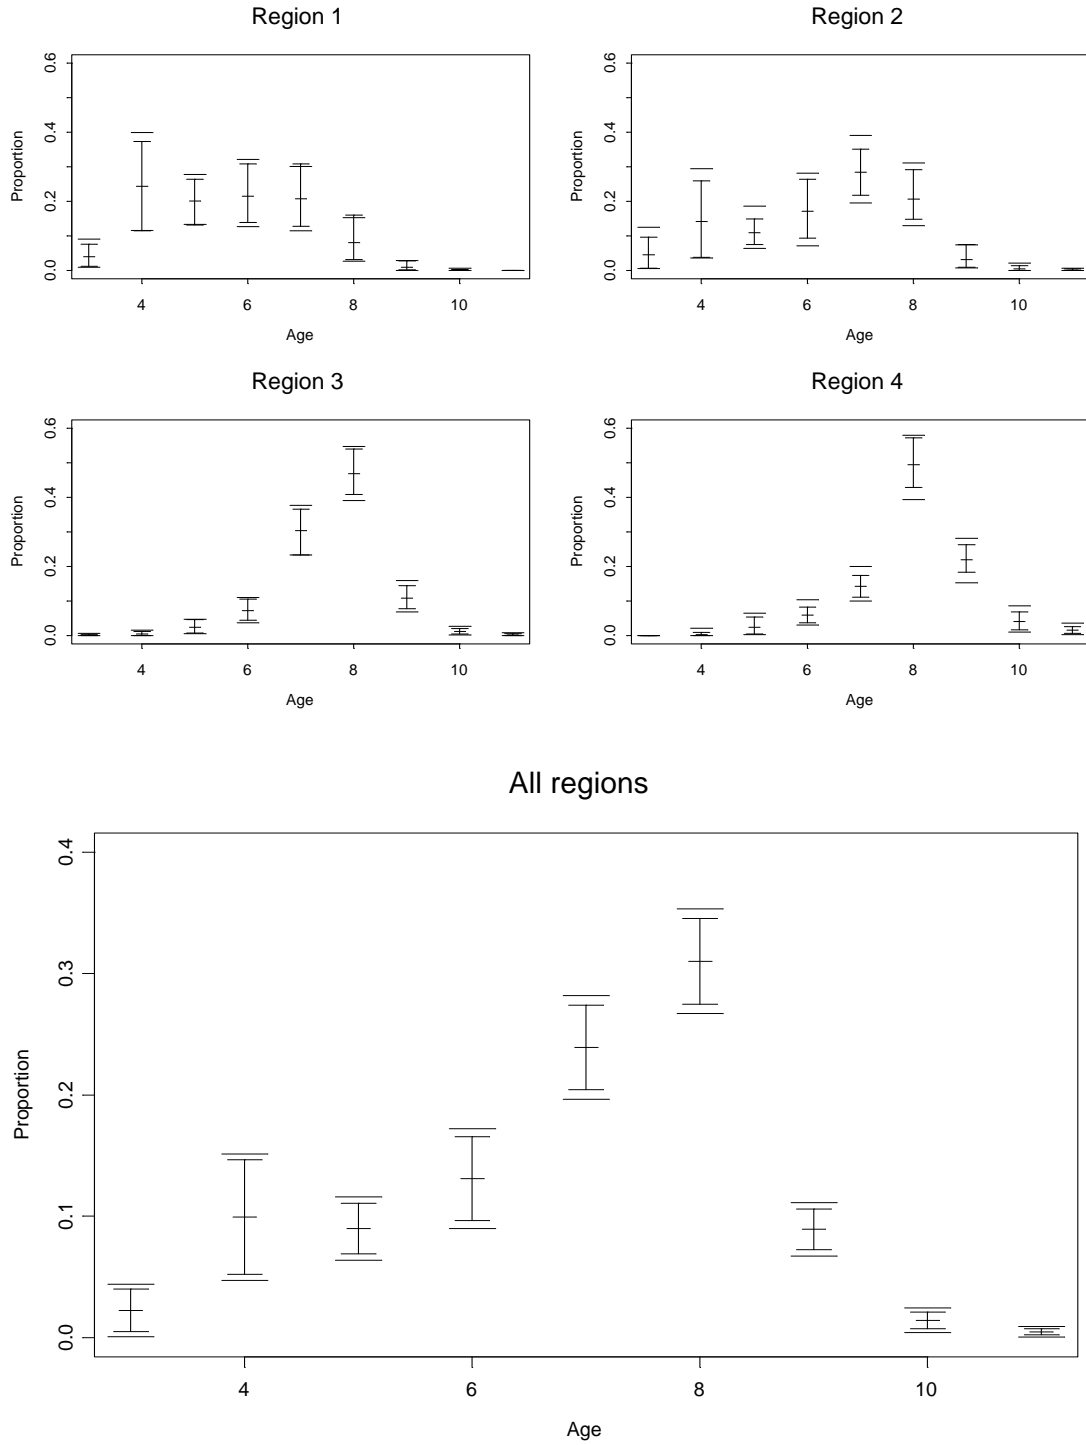 Region 1
Proportion
0.0 0.2 0.4 0.6
4 6 8 10
Age
Region 2
Proportion
0.0 0.2 0.4 0.6
4 6 8 10
Age
Region 3
Proportion
0.0 0.2 0.4 0.6
4 6 8 10
Age
Region 4
Proportion
0.0 0.2 0.4 0.6
4 6 8 10
Age
All regions
Proportion
0.0 0.1 0.2 0.3 0.4
4 6 8 10
Age